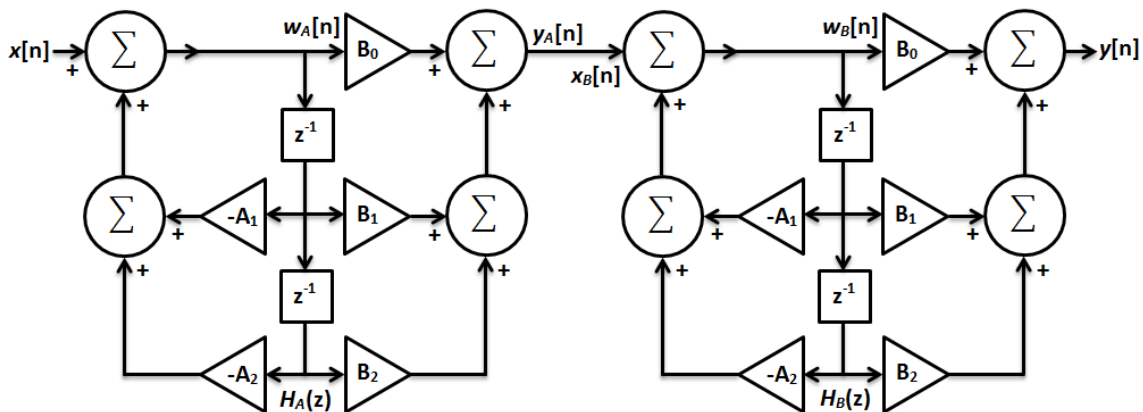 x[n]
+
∑
w_A[n]
B₀
+
∑
y_A[n]
x_B[n]
∑
w_B[n]
B₀
+
∑
y[n]
+
z⁻¹
+
+
z⁻¹
+
∑
+
-A₁
B₁
+
∑
∑
+
-A₁
B₁
+
∑
+
z⁻¹
+
+
z⁻¹
+
-A₂
H_A(z)
B₂
-A₂
H_B(z)
B₂